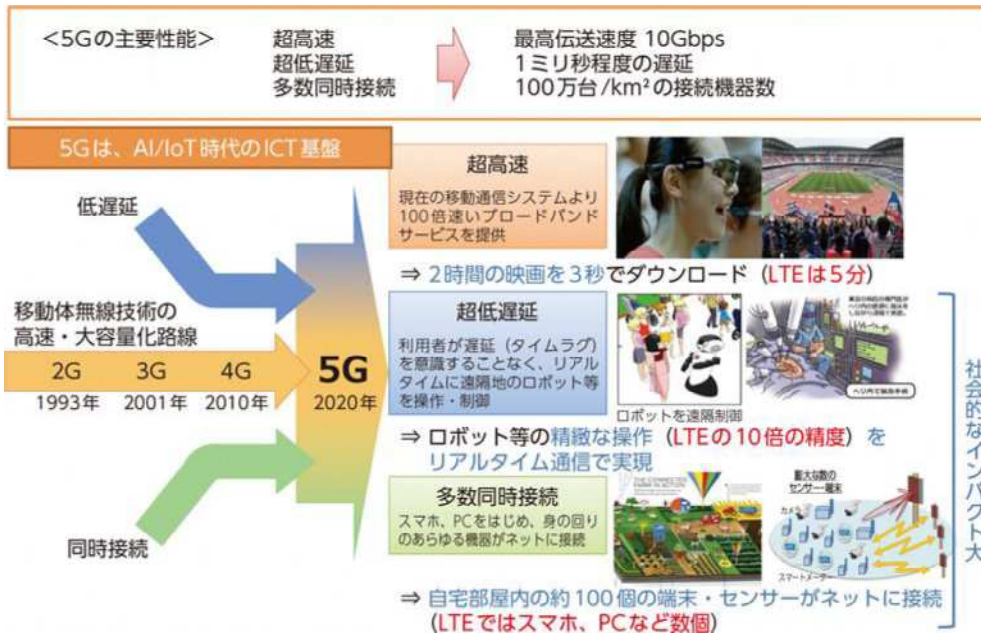 <5Gの主要性能>
超高速
超低遅延
多数同時接続
最高伝送速度 10Gbps
1ミリ秒程度の遅延
100万台/km²の接続機器数
5Gは、AI/IoT時代のICT基盤
低遅延
移動体無線技術の
高速・大容量化路線
2G
3G
4G
5G
1993年
2001年
2010年
2020年
同時接続
超高速
現在の移動通信システムより
100倍速いブロードバンド
サービスを提供
⇒ 2時間の映画を3秒でダウンロード（LTEは5分）
超低遅延
利用者が遅延（タイムラグ）
を意識することなく、リアル
タイムに遠隔地のロボット等
を操作・制御
ロボットを遠隔制御
⇒ ロボット等の精緻な操作（LTEの10倍の精度）を
リアルタイム通信で実現
多数同時接続
スマホ、PCをはじめ、身の回り
のあらゆる機器がネットに接続
膨大な数の
センサー・端末
カメラ
スマートメーター
⇒ 自宅部屋内の約100個の端末・センサーがネットに接続
（LTEではスマホ、PCなど数個）
社会的なインパクト大